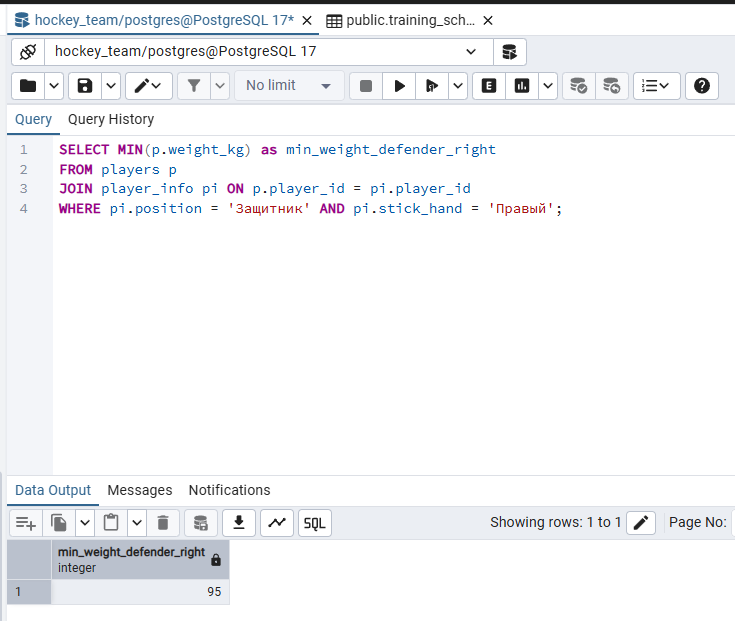 hockey_team/postgres@PostgreSQL 17* public.training_sch...
hockey_team/postgres@PostgreSQL 17
No limit
E
Query Query History
1 SELECT MIN(p.weight_kg) as min_weight_defender_right
2 FROM players p
3 JOIN player_info pi ON p.player_id = pi.player_id
4 WHERE pi.position = 'Защитник' AND pi.stick_hand = 'Правый';
Data Output Messages Notifications
SQL Showing rows: 1 to 1 Page No:
min_weight_defender_right
integer
1 95